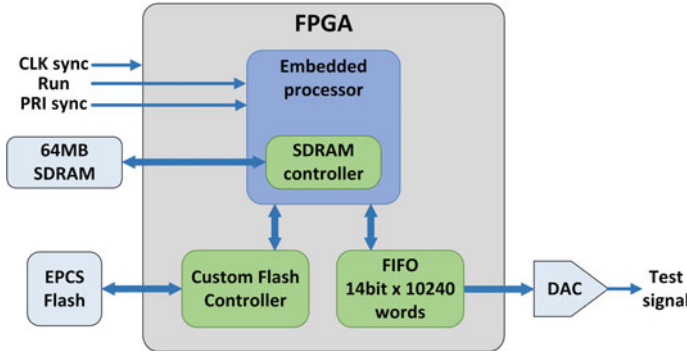 FPGA
CLK sync
Run
PRI sync
Embedded
processor
64MB
SDRAM
SDRAM
controller
EPCS
Flash
Custom Flash
Controller
FIFO
14bit x 10240
words
DAC
Test
signal